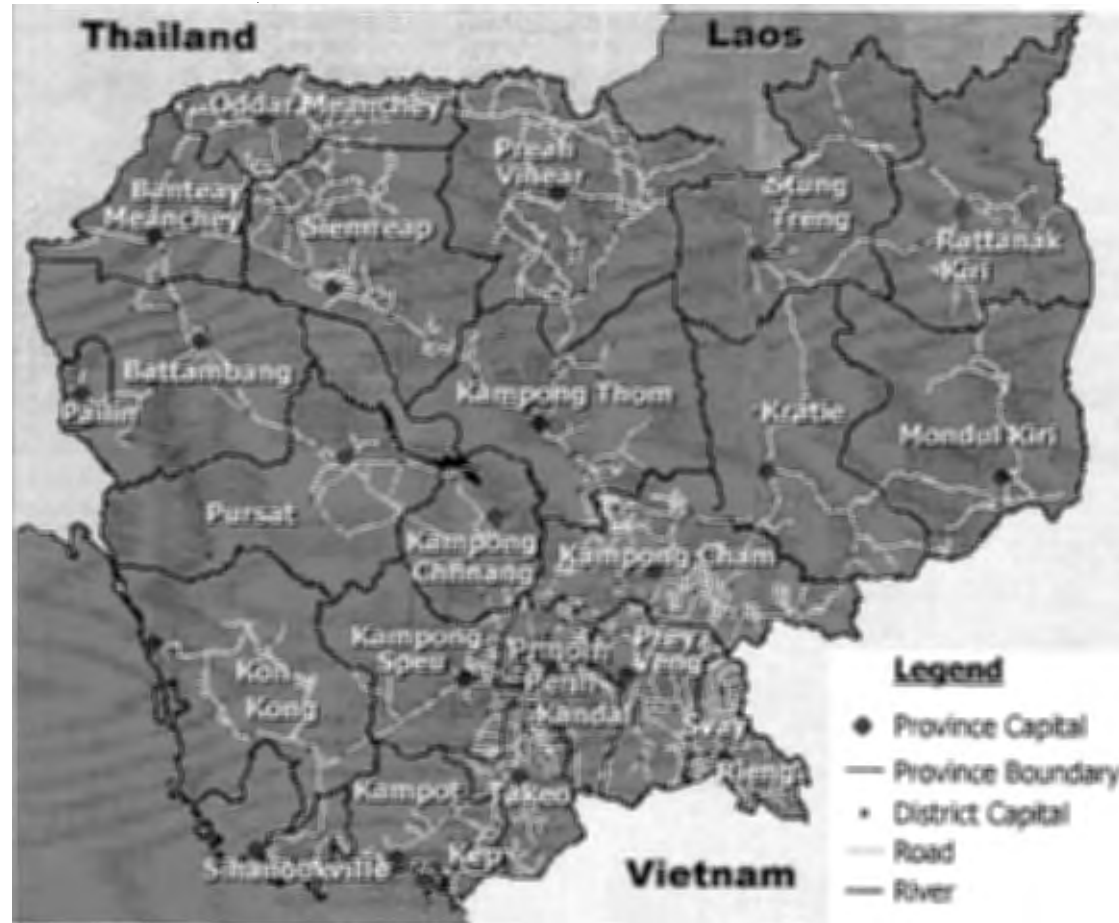 Thailand
Laos
Oddar Meanchey
Preah
Vihear
Stung
Treng
Banteay
Meanchey
Siemreap
Rattanak
Kiri
Battambang
Pailin
Kampong Thom
Kratie
Mondul Kiri
Pursat
Kampong
Chhnang
Kampong Cham
Kampong
Speu
Phnom
Penh
Prey
Veng
Kandal
Koh
Kong
Svay
Rieng
Kampot
Takeo
Sihanoukville
Kep
Vietnam
Legend
Province Capital
Province Boundary
District Capital
Road
River